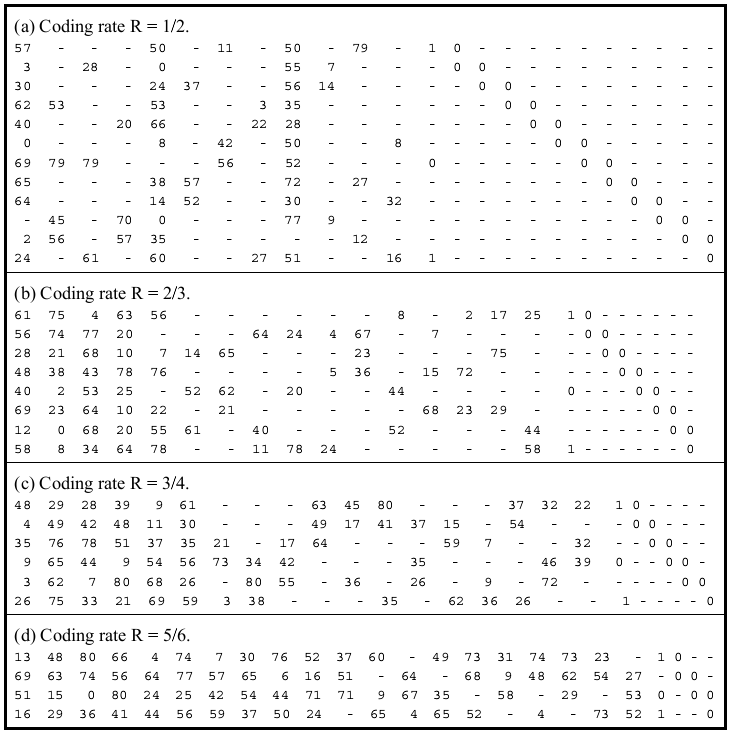 (a) Coding rate R = 1/2.
57 - - - 50 - 11 - 50 - 79 - 1 0 - - - - - - - - - -
3 - 28 - 0 - - - 55 7 - - - 0 0 - - - - - - - - -
30 - - - 24 37 - - 56 14 - - - - 0 0 - - - - - - - -
62 53 - - 53 - - 3 35 - - - - - - 0 0 - - - - - - -
40 - - 20 66 - - 22 28 - - - - - - - 0 0 - - - - - -
0 - - - 8 - 42 - 50 - - 8 - - - - - 0 0 - - - - -
69 79 79 - - - 56 - 52 - - - 0 - - - - - 0 0 - - - -
65 - - - 38 57 - - 72 - 27 - - - - - - - - 0 0 - - -
64 - - - 14 52 - - 30 - - 32 - - - - - - - - 0 0 - -
- 45 - 70 0 - - - 77 9 - - - - - - - - - - - 0 0 -
2 56 - 57 35 - - - - - 12 - - - - - - - - - - - 0 0
24 - 61 - 60 - - 27 51 - - 16 1 - - - - - - - - - - 0
(b) Coding rate R = 2/3.
61 75 4 63 56 - - - - - - 8 - 2 17 25 1 0 - - - - - -
56 74 77 20 - - - 64 24 4 67 - 7 - - - - 0 0 - - - - -
28 21 68 10 7 14 65 - - - 23 - - - 75 - - - 0 0 - - - -
48 38 43 78 76 - - - - 5 36 - 15 72 - - - - - 0 0 - - -
40 2 53 25 - 52 62 - 20 - - 44 - - - - 0 - - - 0 0 - -
69 23 64 10 22 - 21 - - - - - 68 23 29 - - - - - - 0 0 -
12 0 68 20 55 61 - 40 - - - 52 - - - 44 - - - - - - 0 0
58 8 34 64 78 - - 11 78 24 - - - - - 58 1 - - - - - - 0
(c) Coding rate R = 3/4.
48 29 28 39 9 61 - - - 63 45 80 - - - 37 32 22 1 0 - - - -
4 49 42 48 11 30 - - - 49 17 41 37 15 - 54 - - - 0 0 - - -
35 76 78 51 37 35 21 - 17 64 - - - 59 7 - - 32 - - 0 0 - -
9 65 44 9 54 56 73 34 42 - - - 35 - - - 46 39 0 - - 0 0 -
3 62 7 80 68 26 - 80 55 - 36 - 26 - 9 - 72 - - - - - 0 0
26 75 33 21 69 59 3 38 - - - 35 - 62 36 26 - - 1 - - - - 0
(d) Coding rate R = 5/6.
13 48 80 66 4 74 7 30 76 52 37 60 - 49 73 31 74 73 23 - 1 0 - -
69 63 74 56 64 77 57 65 6 16 51 - 64 - 68 9 48 62 54 27 - 0 0 -
51 15 0 80 24 25 42 54 44 71 71 9 67 35 - 58 - 29 - 53 0 - 0 0
16 29 36 41 44 56 59 37 50 24 - 65 4 65 52 - 4 - 73 52 1 - - 0